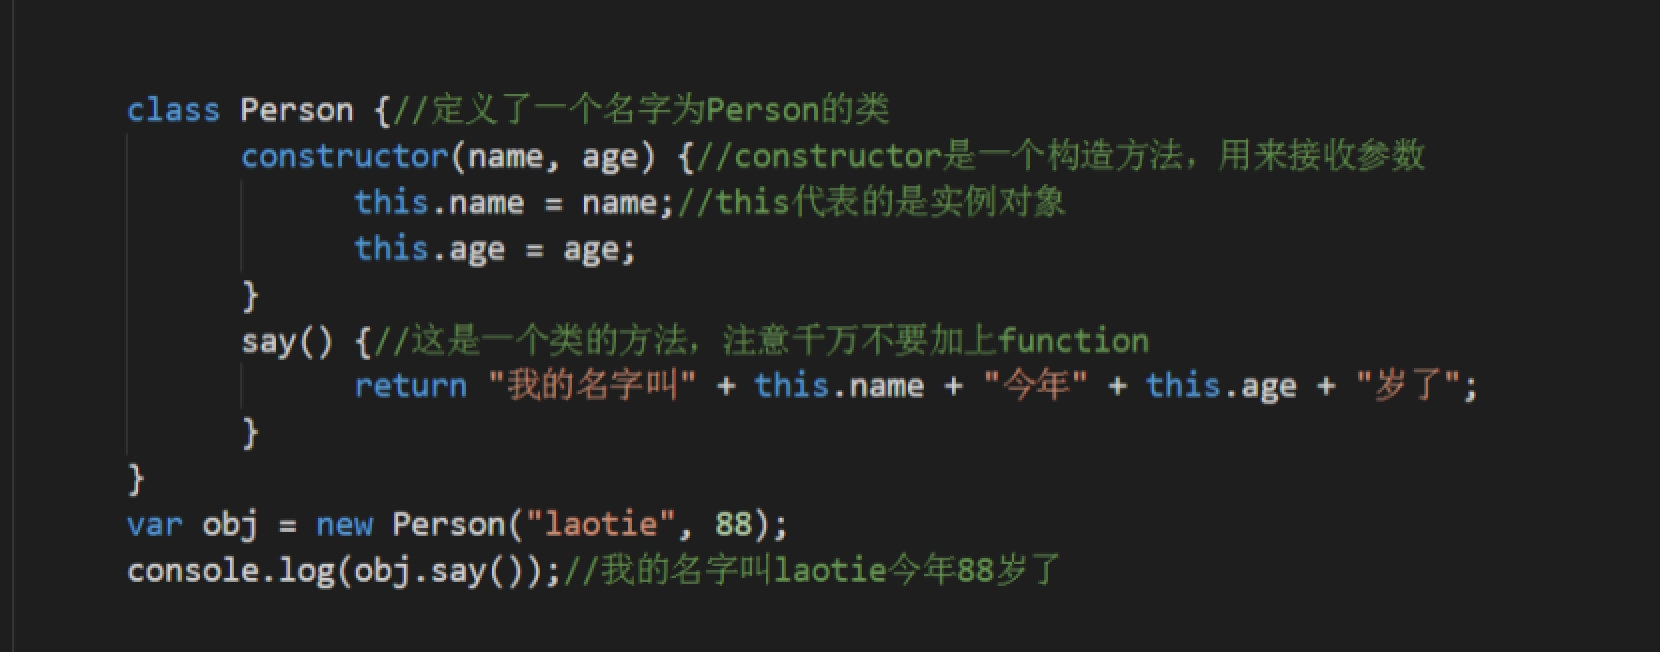 class Person {//定义了一个名字为Person的类
constructor(name, age) {//constructor是一个构造方法，用来接收参数
this.name = name;//this代表的是实例对象
this.age = age;
}
say() {//这是一个类的方法，注意千万不要加上function
return "我的名字叫" + this.name + "今年" + this.age + "岁了";
}
}
var obj = new Person("laotie", 88);
console.log(obj.say());//我的名字叫laotie今年88岁了